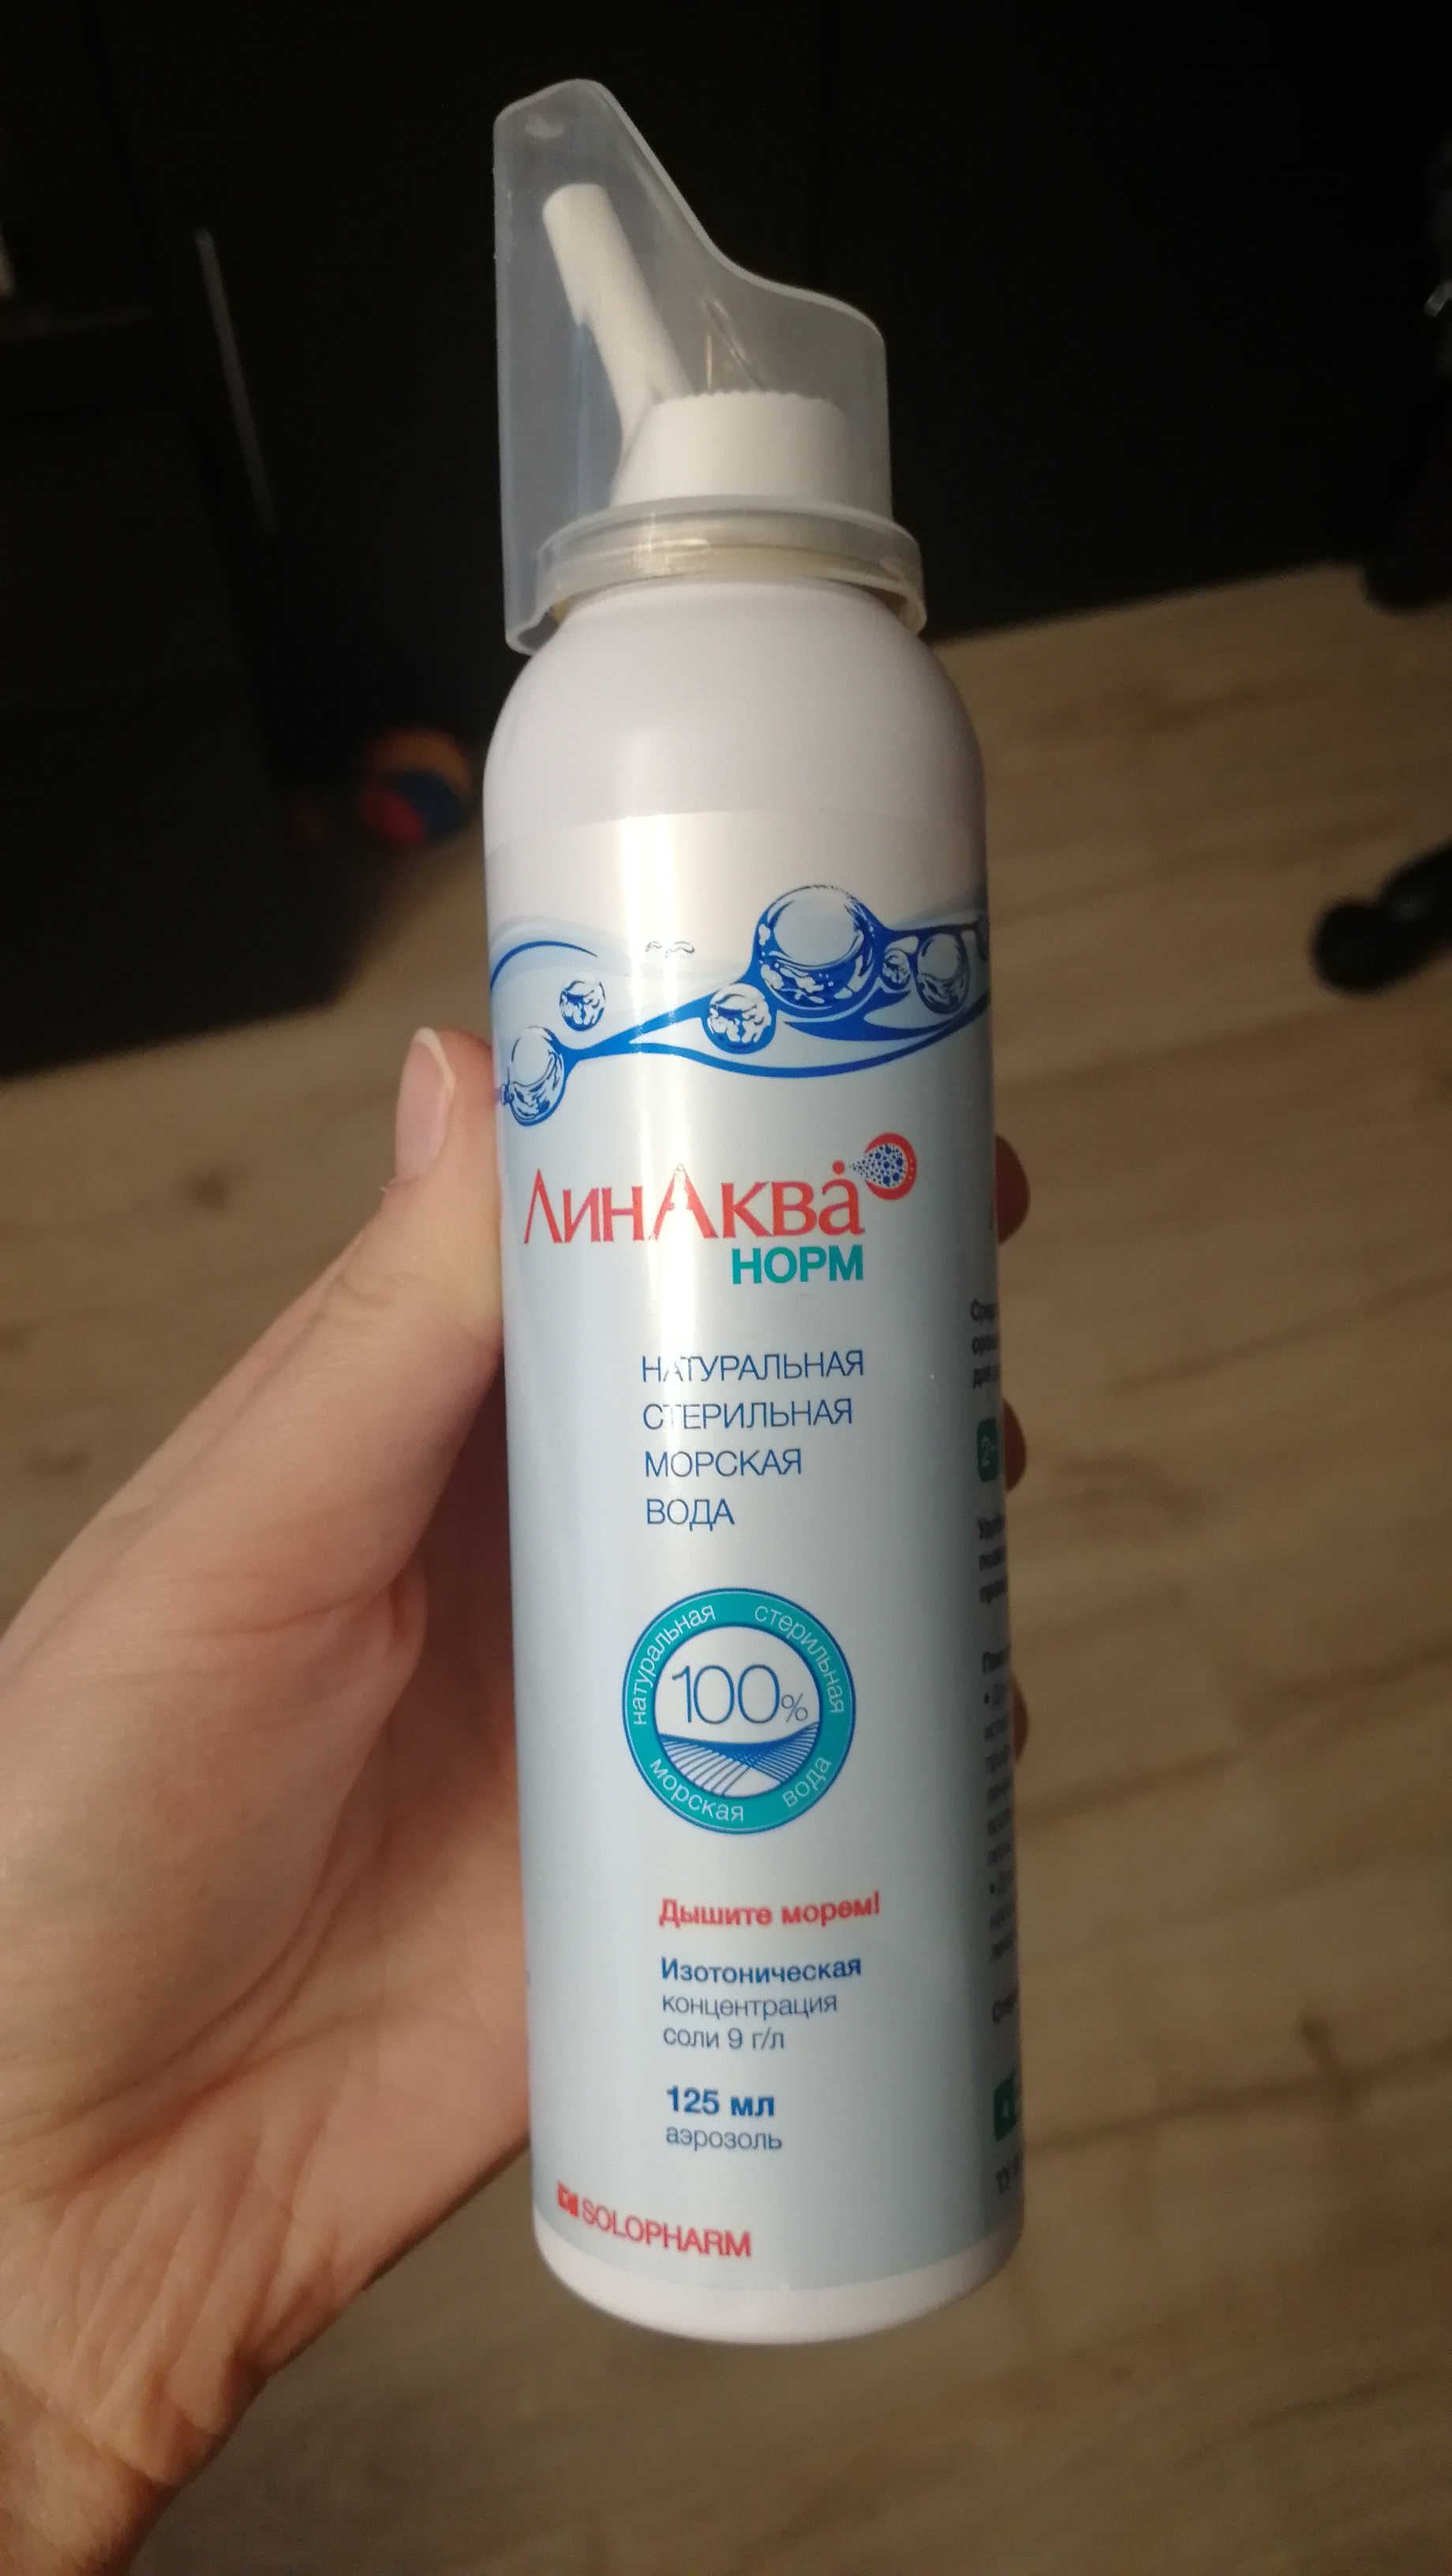 ЛинАква
НОРМ
НАТУРАЛЬНАЯ
СТЕРИЛЬНАЯ
МОРСКАЯ
ВОДА
натуральная стерильная
100%
морская вода
Дышите морем!
Изотоническая
концентрация
соли 9 г/л
125 мл
аэрозоль
SOLOPHARM